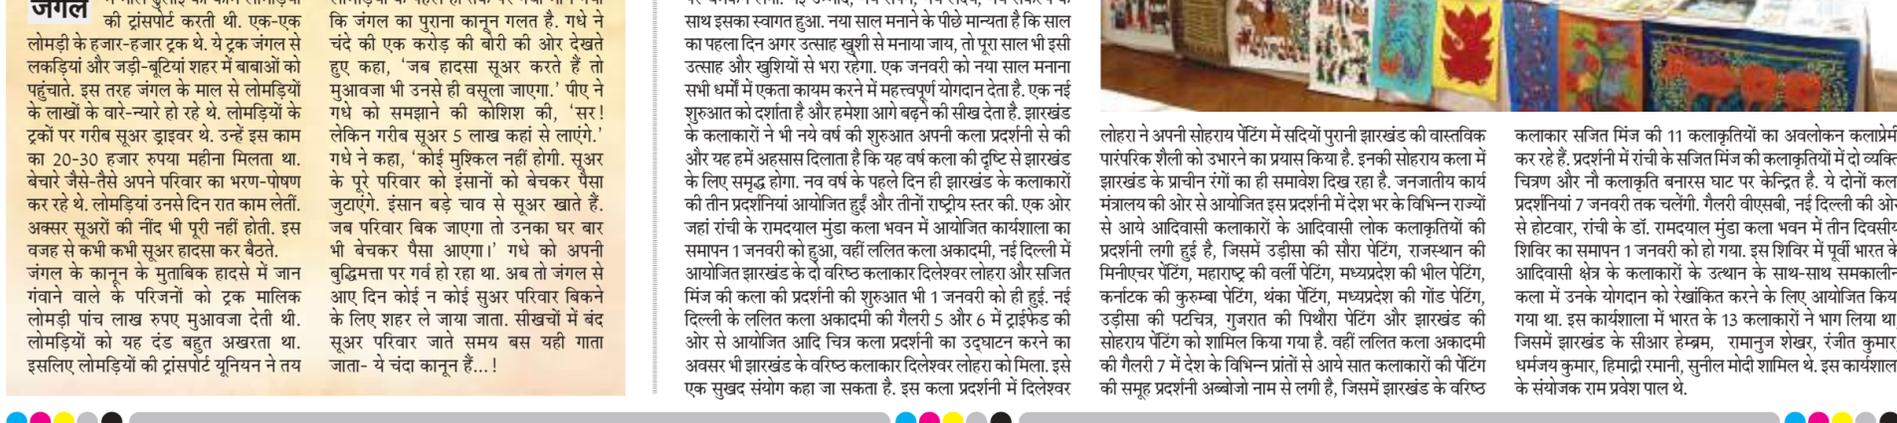 जंगल
की ट्रांसपोर्ट करती थी. एक-एक
लोमड़ी के हजार-हजार ट्रक थे. ये ट्रक जंगल से
लकड़ियां और जड़ी-बूटियां शहर में बाबाओं को
पहुंचाते. इस तरह जंगल के माल से लोमड़ियों
के लाखों के वारे-न्यारे हो रहे थे. लोमड़ियों के
ट्रकों पर गरीब सूअर ड्राइवर थे. उन्हें इस काम
का 20-30 हजार रुपया महीना मिलता था.
बेचारे जैसे-तैसे अपने परिवार का भरण-पोषण
कर रहे थे. लोमड़ियां उनसे दिन रात काम लेतीं.
अक्सर सूअरों की नींद भी पूरी नहीं होती. इस
वजह से कभी कभी सूअर हादसा कर बैठते.
जंगल के कानून के मुताबिक हादसे में जान
गंवाने वाले के परिजनों को ट्रक मालिक
लोमड़ी पांच लाख रुपए मुआवजा देती थी.
लोमड़ियों को यह दंड बहुत अखरता था.
इसलिए लोमड़ियों की ट्रांसपोर्ट यूनियन ने तय
कि जंगल का पुराना कानून गलत है. गधे ने
चंदे की एक करोड़ की बोरी की ओर देखते
हुए कहा, ‘जब हादसा सूअर करते हैं तो
मुआवजा भी उनसे ही वसूला जाएगा.’ पीए ने
गधे को समझाने की कोशिश की, ‘सर!
लेकिन गरीब सूअर 5 लाख कहां से लाएंगे.’
गधे ने कहा, ‘कोई मुश्किल नहीं होगी. सूअर
के पूरे परिवार को इंसानों को बेचकर पैसा
जुटाएंगे. इंसान बड़े चाव से सूअर खाते हैं.
जब परिवार बिक जाएगा तो उनका घर बार
भी बेचकर पैसा आएगा।’ गधे को अपनी
बुद्धिमत्ता पर गर्व हो रहा था. अब तो जंगल से
आए दिन कोई न कोई सुअर परिवार बिकने
के लिए शहर ले जाया जाता. सीखचों में बंद
सूअर परिवार जाते समय बस यही गाता
जाता- ये चंदा कानून हैं...!
साथ इसका स्वागत हुआ. नया साल मनाने के पीछे मान्यता है कि साल
का पहला दिन अगर उत्साह खुशी से मनाया जाय, तो पूरा साल भी इसी
उत्साह और खुशियों से भरा रहेगा. एक जनवरी को नया साल मनाना
सभी धर्मों में एकता कायम करने में महत्त्वपूर्ण योगदान देता है. एक नई
शुरुआत को दर्शाता है और हमेशा आगे बढ़ने की सीख देता है. झारखंड
के कलाकारों ने भी नये वर्ष की शुरुआत अपनी कला प्रदर्शनी से की
और यह हमें अहसास दिलाता है कि यह वर्ष कला की दृष्टि से झारखंड
के लिए समृद्ध होगा. नव वर्ष के पहले दिन ही झारखंड के कलाकारों
की तीन प्रदर्शनियां आयोजित हुईं और तीनों राष्ट्रीय स्तर की. एक ओर
जहां रांची के रामदयाल मुंडा कला भवन में आयोजित कार्यशाला का
समापन 1 जनवरी को हुआ, वहीं ललित कला अकादमी, नई दिल्ली में
आयोजित झारखंड के दो वरिष्ठ कलाकार दिलेश्वर लोहरा और सजित
मिंज की कला की प्रदर्शनी की शुरुआत भी 1 जनवरी को ही हुई. नई
दिल्ली के ललित कला अकादमी की गैलरी 5 और 6 में ट्राईफेड की
ओर से आयोजित आदि चित्र कला प्रदर्शनी का उद्घाटन करने का
अवसर भी झारखंड के वरिष्ठ कलाकार दिलेश्वर लोहरा को मिला. इसे
एक सुखद संयोग कहा जा सकता है. इस कला प्रदर्शनी में दिलेश्वर
लोहरा ने अपनी सोहराय पेंटिंग में सदियों पुरानी झारखंड की वास्तविक
पारंपरिक शैली को उभारने का प्रयास किया है. इनकी सोहराय कला में
झारखंड के प्राचीन रंगों का ही समावेश दिख रहा है. जनजातीय कार्य
मंत्रालय की ओर से आयोजित इस प्रदर्शनी में देश भर के विभिन्न राज्यों
से आये आदिवासी कलाकारों के आदिवासी लोक कलाकृतियों की
प्रदर्शनी लगी हुई है, जिसमें उड़ीसा की सौरा पेटिंग, राजस्थान की
मिनीएचर पेंटिंग, महाराष्ट्र की वर्ली पेटिंग, मध्यप्रदेश की भील पेटिंग,
कर्नाटक की कुरुम्बा पेटिंग, थंका पेंटिंग, मध्यप्रदेश की गोंड पेटिंग,
उड़ीसा की पटचित्र, गुजरात की पिथौरा पेटिंग और झारखंड की
सोहराय पेंटिंग को शामिल किया गया है. वहीं ललित कला अकादमी
की गैलरी 7 में देश के विभिन्न प्रांतों से आये सात कलाकारों की पेंटिंग
की समूह प्रदर्शनी अब्बोजो नाम से लगी है, जिसमें झारखंड के वरिष्ठ
कलाकार सजित मिंज की 11 कलाकृतियों का अवलोकन कलाप्रेमी
कर रहे हैं. प्रदर्शनी में रांची के सजित मिंज की कलाकृतियों में दो व्यक्ति
चित्रण और नौ कलाकृति बनारस घाट पर केन्द्रित है. ये दोनों कला
प्रदर्शनियां 7 जनवरी तक चलेंगी. गैलरी वीएसबी, नई दिल्ली की ओर
से होटवार, रांची के डॉ. रामदयाल मुंडा कला भवन में तीन दिवसीय
शिविर का समापन 1 जनवरी को हो गया. इस शिविर में पूर्वी भारत के
आदिवासी क्षेत्र के कलाकारों के उत्थान के साथ-साथ समकालीन
कला में उनके योगदान को रेखांकित करने के लिए आयोजित किया
गया था. इस कार्यशाला में भारत के 13 कलाकारों ने भाग लिया था
जिसमें झारखंड के सीआर हेम्ब्रम, रामानुज शेखर, रंजीत कुमार,
धर्मजय कुमार, हिमाद्री रमानी, सुनील मोदी शामिल थे. इस कार्यशाला
के संयोजक राम प्रवेश पाल थे.